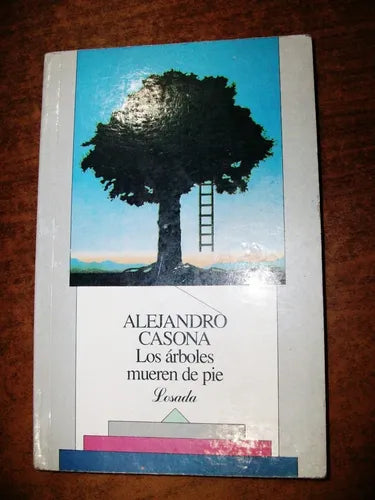 ALEJANDRO
CASONA
Los árboles
mueren de pie
Losada